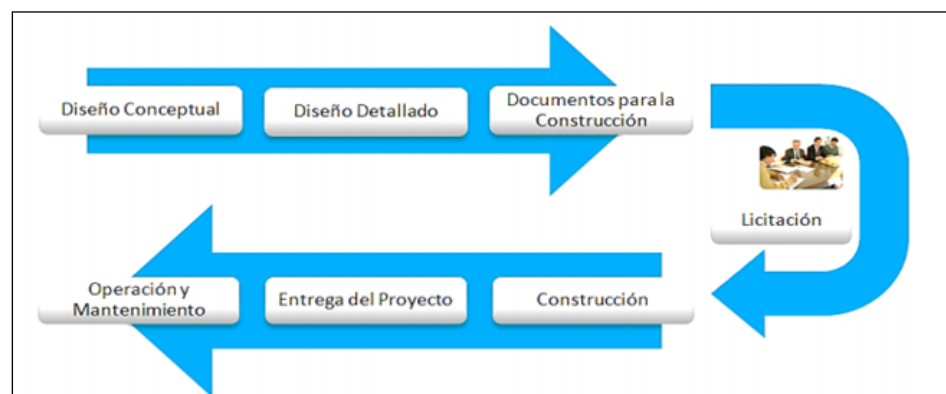 Diseño Conceptual
Diseño Detallado
Documentos para la
Construcción
Licitación
Construcción
Entrega del Proyecto
Operación y
Mantenimiento